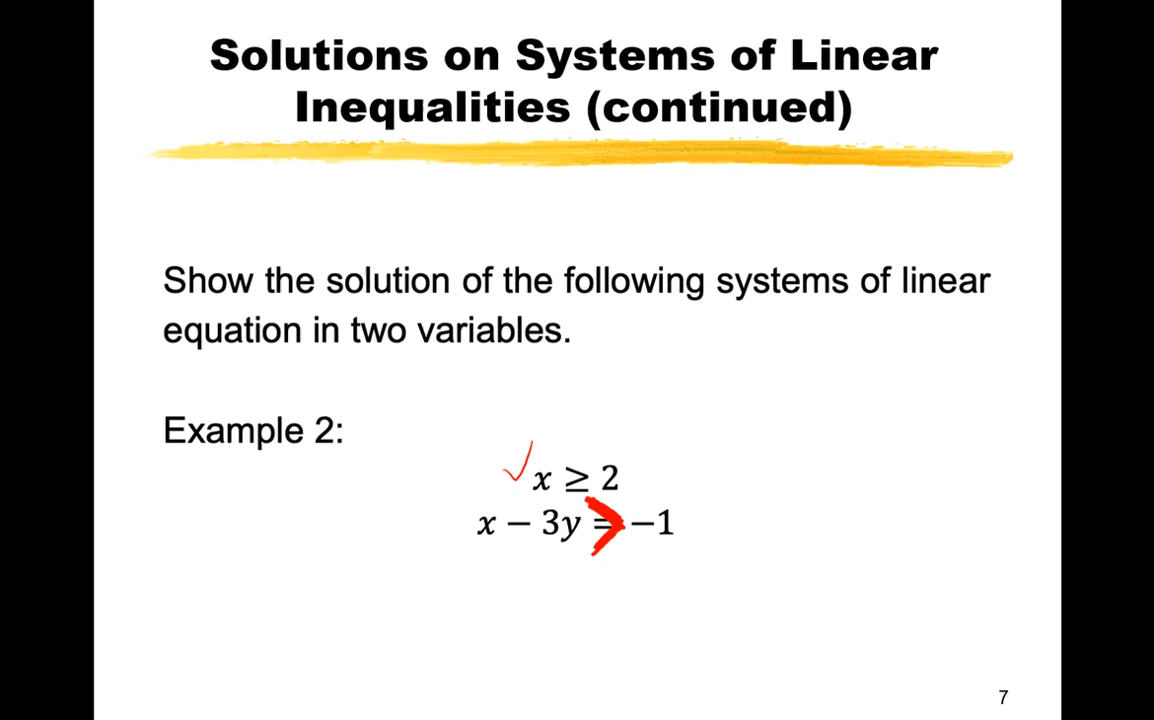 Solutions on Systems of Linear
Inequalities (continued)
Show the solution of the following systems of linear
equation in two variables.
Example 2:
x ≥ 2
x − 3y > −1
7